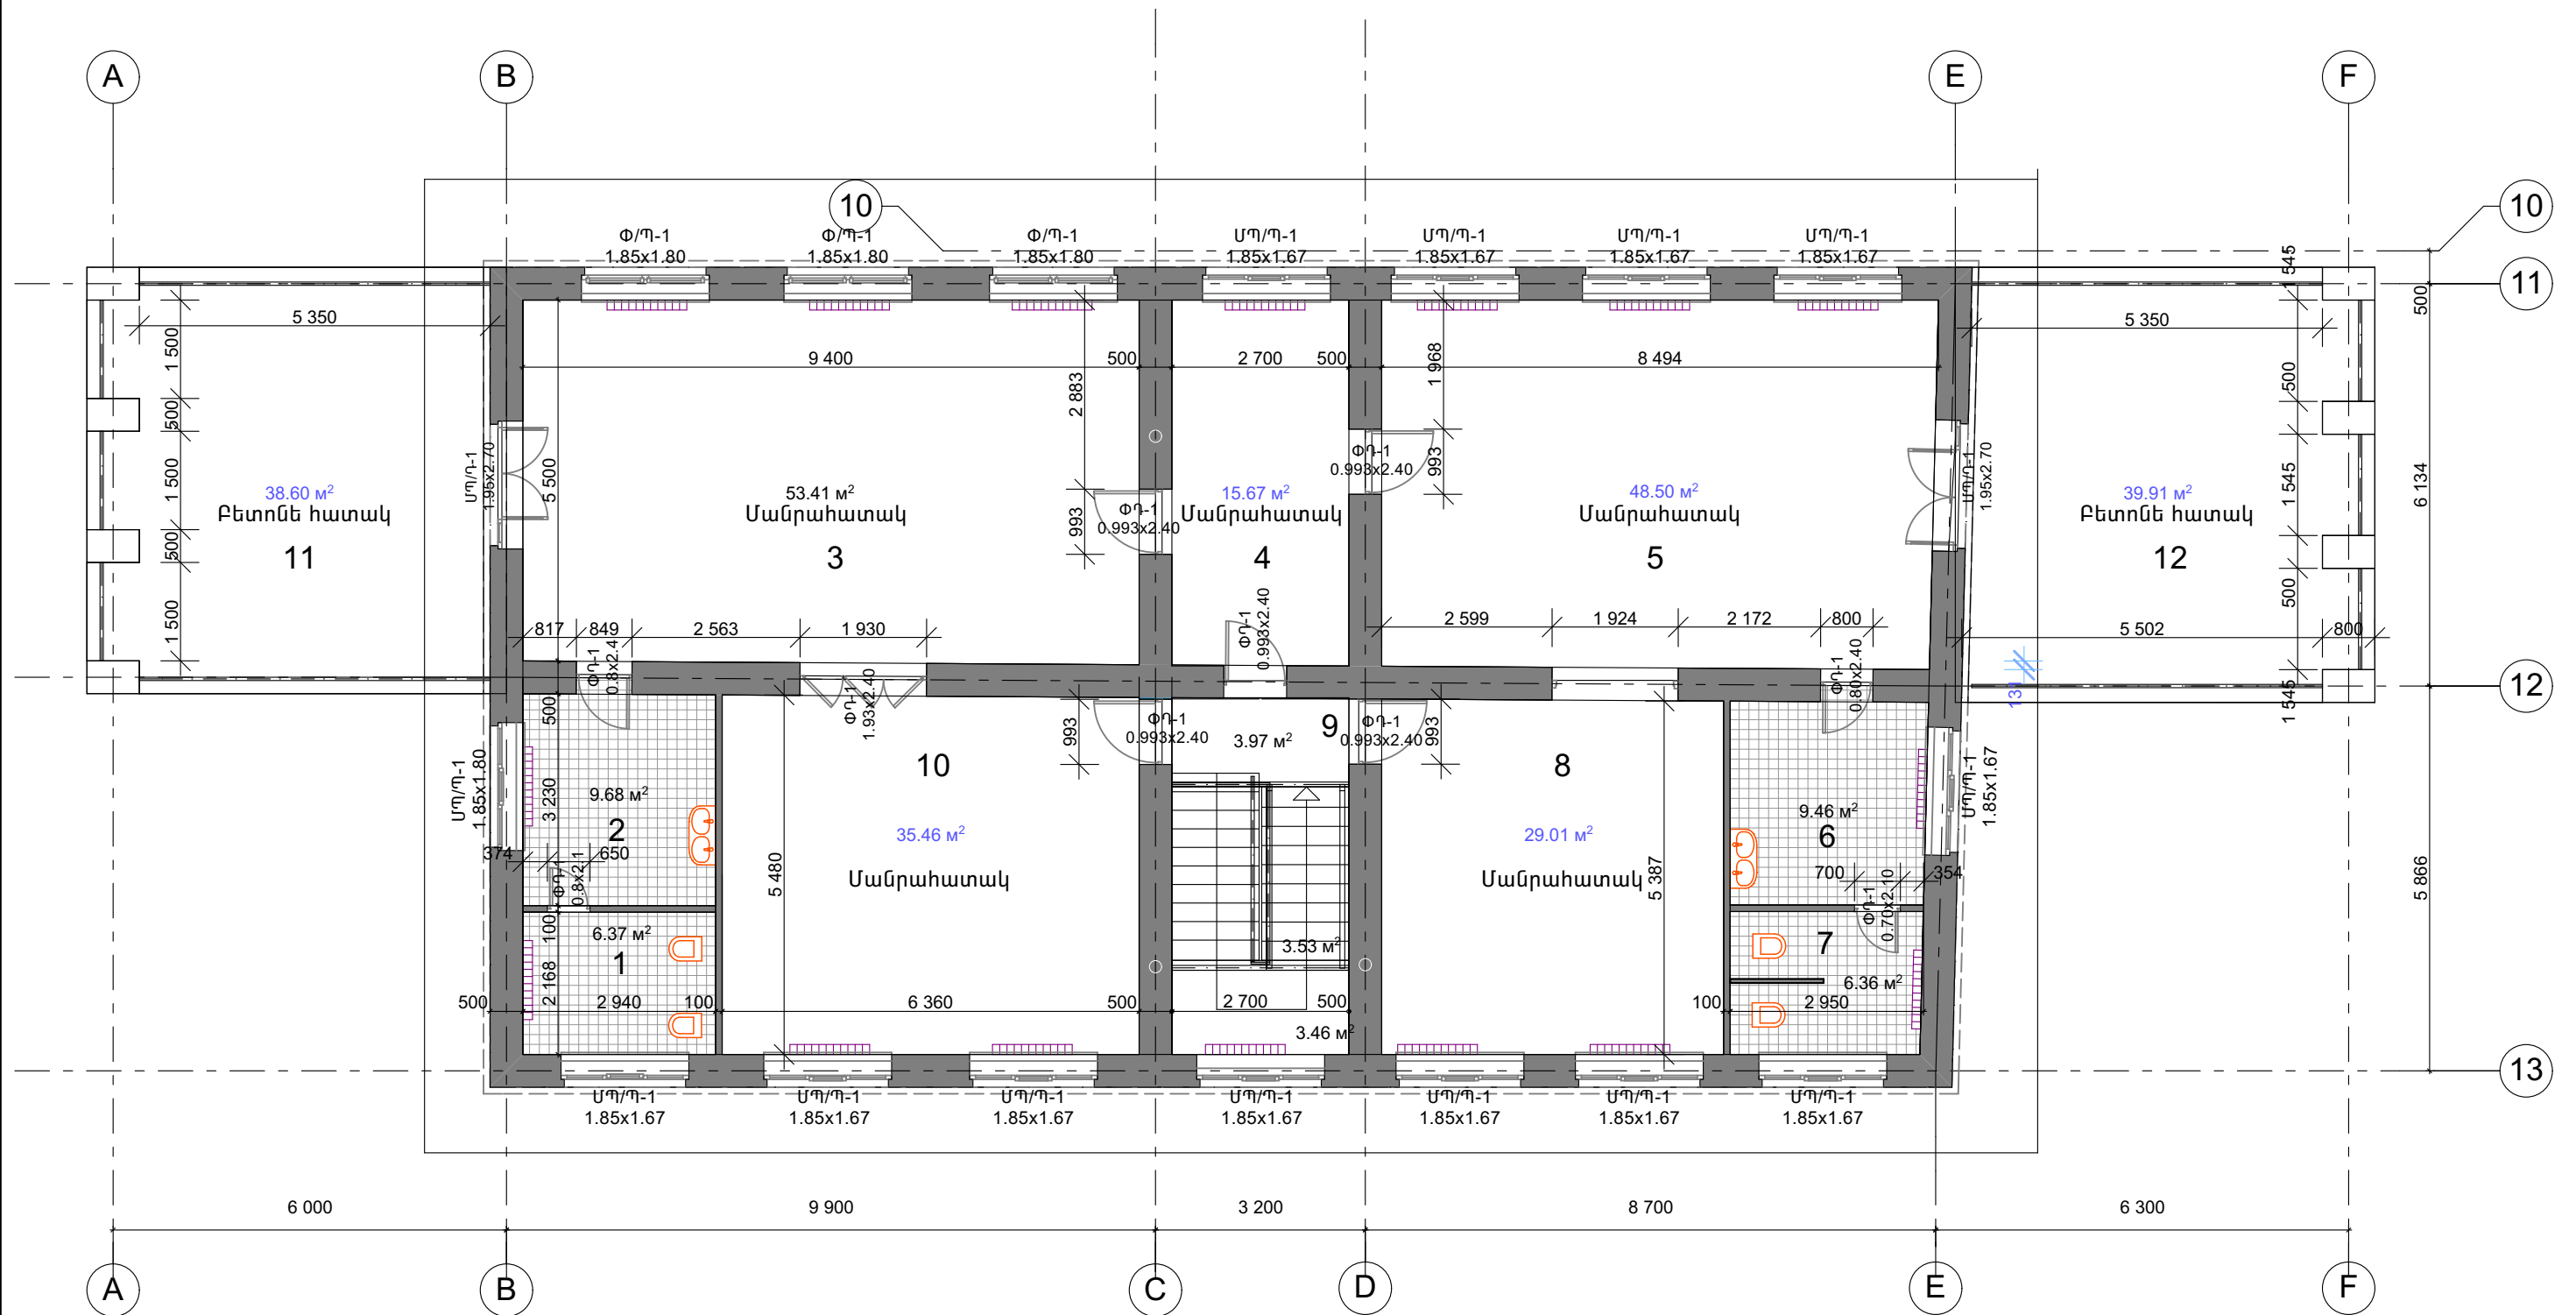 A
B
E
F
10
10
Փ/Պ-1
1.85x1.80
Փ/Պ-1
1.85x1.80
Փ/Պ-1
1.85x1.80
ՄՊ/Պ-1
1.85x1.67
ՄՊ/Պ-1
1.85x1.67
ՄՊ/Պ-1
1.85x1.67
ՄՊ/Պ-1
1.85x1.67
1 545
500
11
5 350
5 350
1 500
500
1 500
500
1 500
9 400
500
2 700
500
8 494
2 883
993
1 968
993
5 500
ՄՊ/Դ-1
1.95x2.70
ՄՊ/Դ-1
1.95x2.70
38.60 м²
Բետոնե հատակ
11
53.41 м²
Մանրահատակ
3
ՓԴ-1
0.993x2.40
15.67 м²
Մանրահատակ
4
ՓԴ-1
0.993x2.40
48.50 м²
Մանրահատակ
5
39.91 м²
Բետոնե հատակ
12
500
1 545
500
1 545
6 134
817
849
2 563
1 930
2 599
1 924
2 172
800
5 502
800
131
12
ՓԴ-1
0.8x2.4
ՓԴ-1
1.93x2.40
ՓԴ-1
0.993x2.40
ՓԴ-1
0.80x2.40
ՓԴ-1
0.993x2.40
ՓԴ-1
0.993x2.40
993
993
9
3.97 м²
10
35.46 м²
Մանրահատակ
8
29.01 м²
Մանրահատակ
ՄՊ/Պ-1
1.85x1.80
ՄՊ/Պ-1
1.85x1.67
500
3 230
100
2 168
9.68 м²
2
374
650
ՓԴ-1
0.8x2.1
6.37 м²
1
5 480
5 387
9.46 м²
6
700
354
ՓԴ-1
0.70x2.10
7
6.36 м²
3.53 м²
3.46 м²
5 866
500
2 940
100
6 360
500
2 700
500
100
2 950
13
ՄՊ/Պ-1
1.85x1.67
ՄՊ/Պ-1
1.85x1.67
ՄՊ/Պ-1
1.85x1.67
ՄՊ/Պ-1
1.85x1.67
ՄՊ/Պ-1
1.85x1.67
ՄՊ/Պ-1
1.85x1.67
ՄՊ/Պ-1
1.85x1.67
6 000
9 900
3 200
8 700
6 300
A
B
C
D
E
F